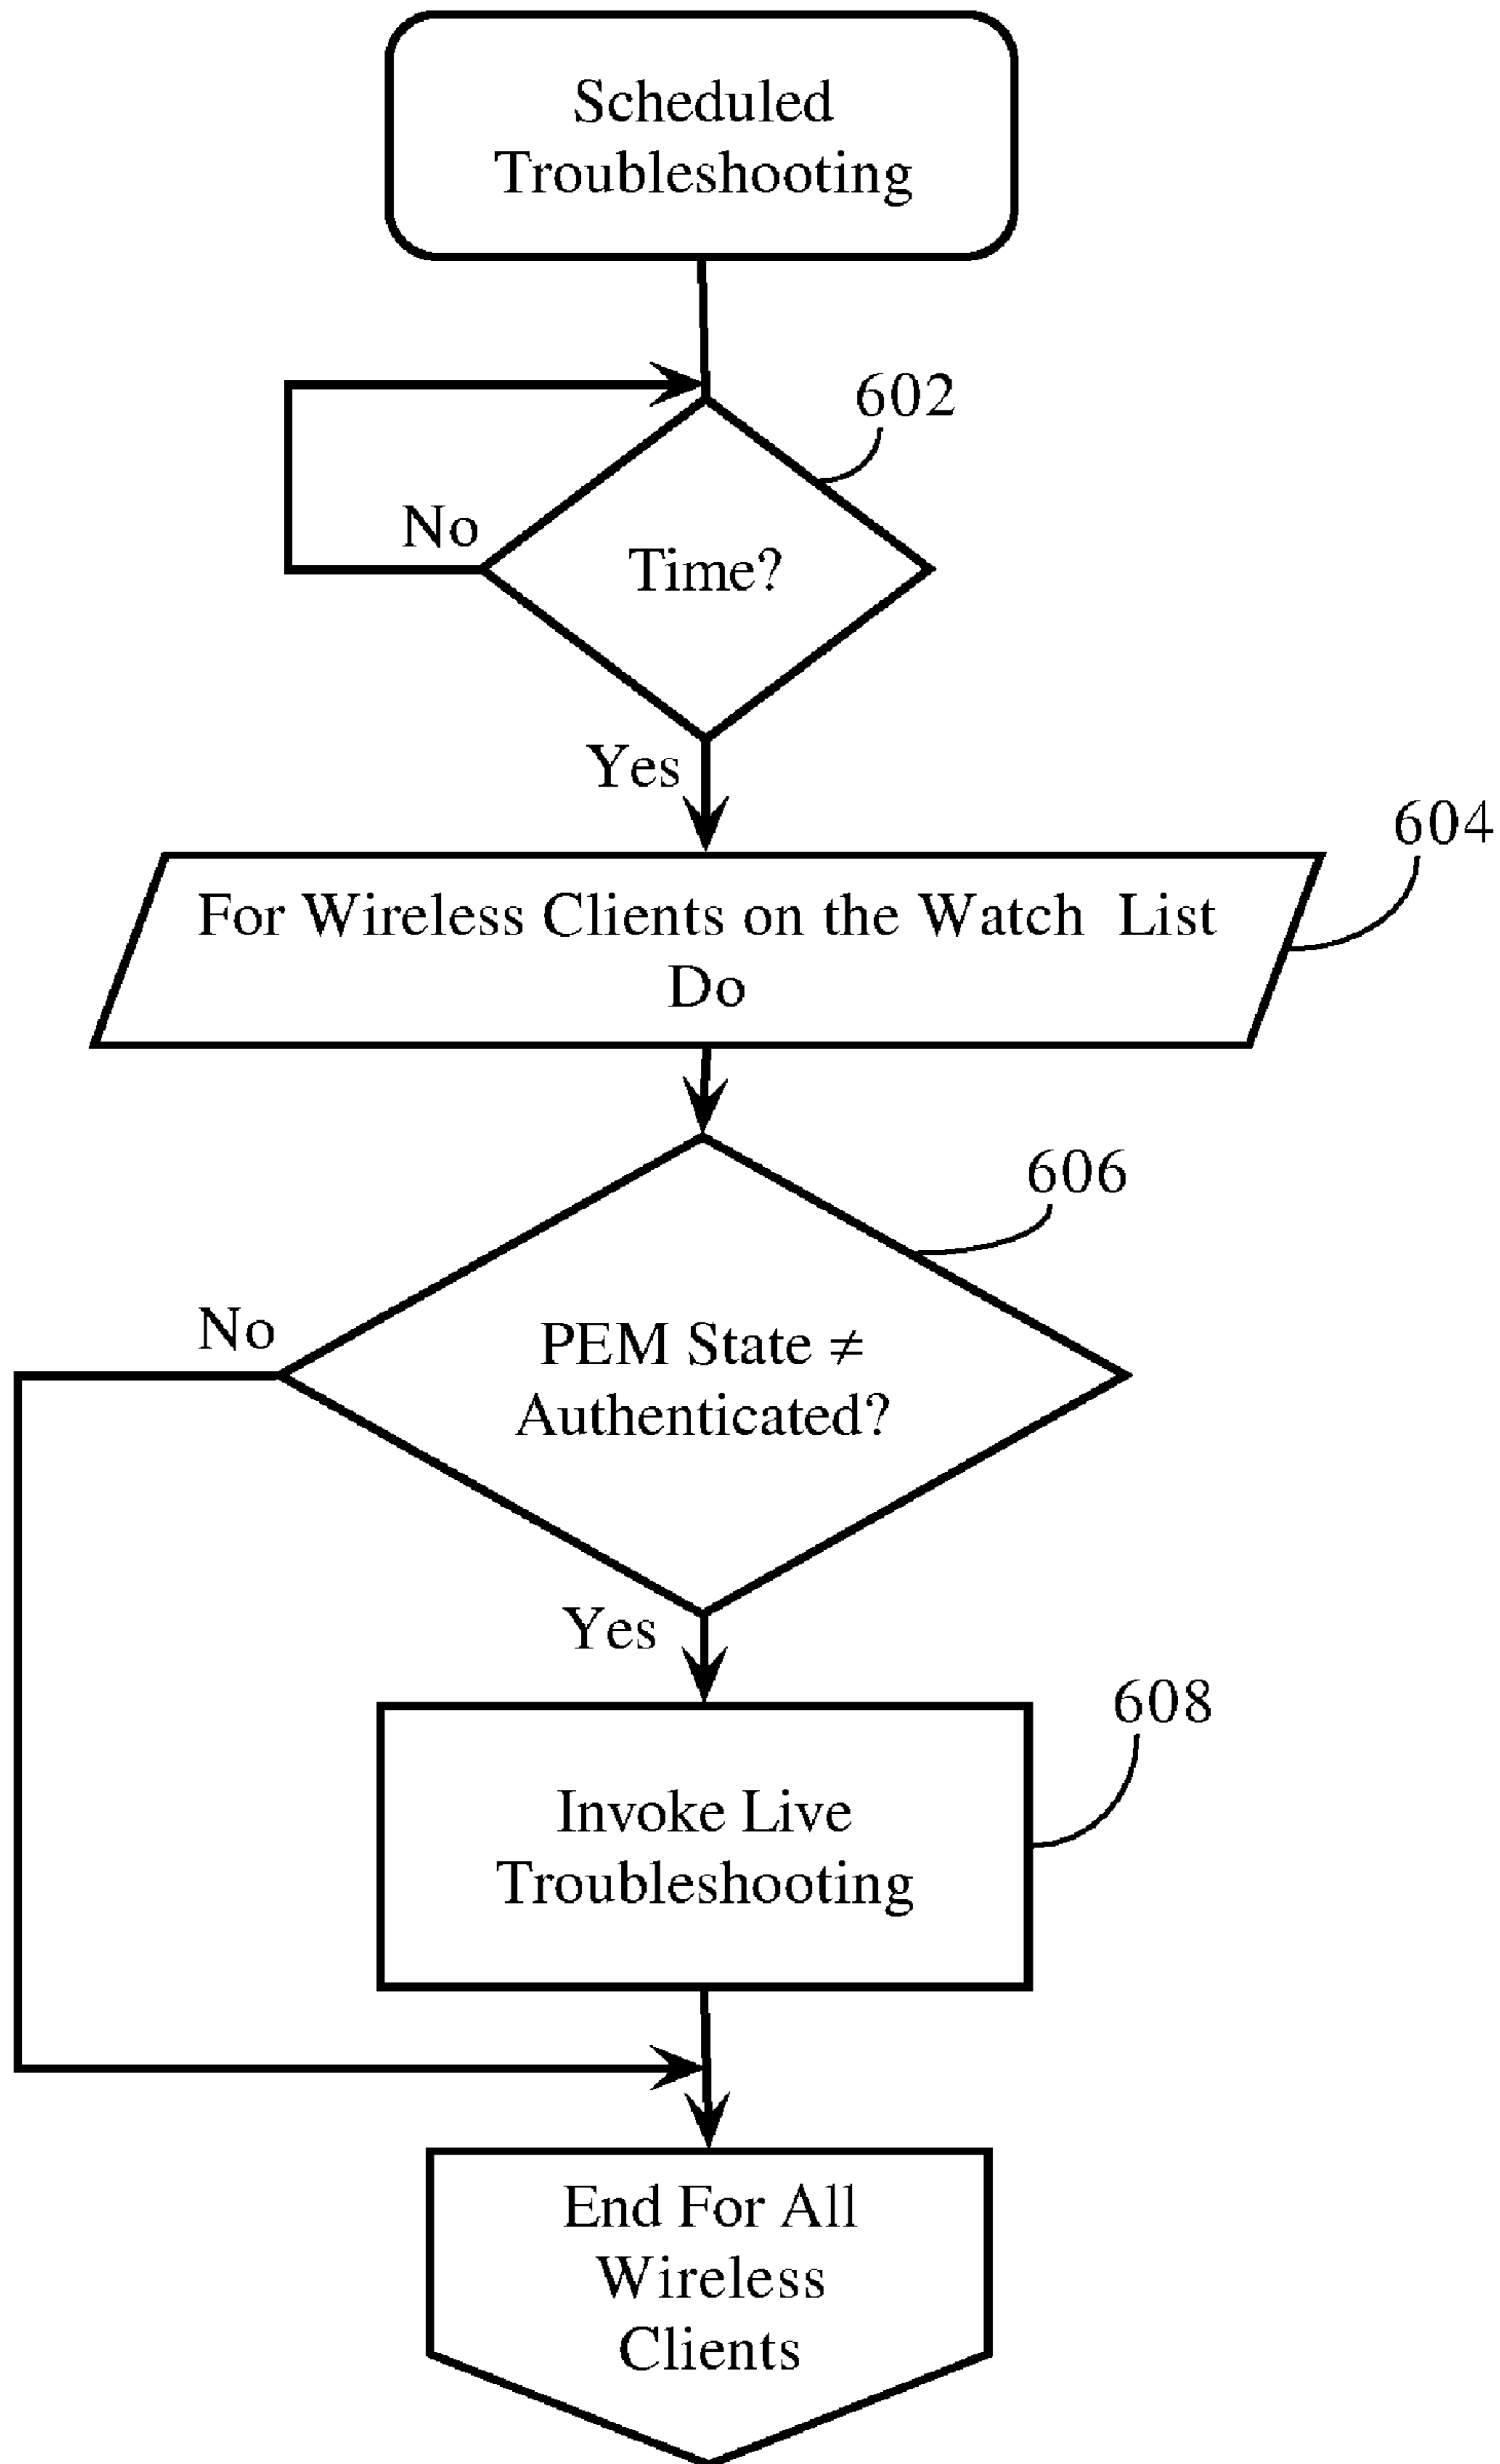 Scheduled
Troubleshooting
602
No
Time?
Yes
604
For Wireless Clients on the Watch List
Do
606
No
PEM State ≠
Authenticated?
Yes
608
Invoke Live
Troubleshooting
End For All
Wireless
Clients